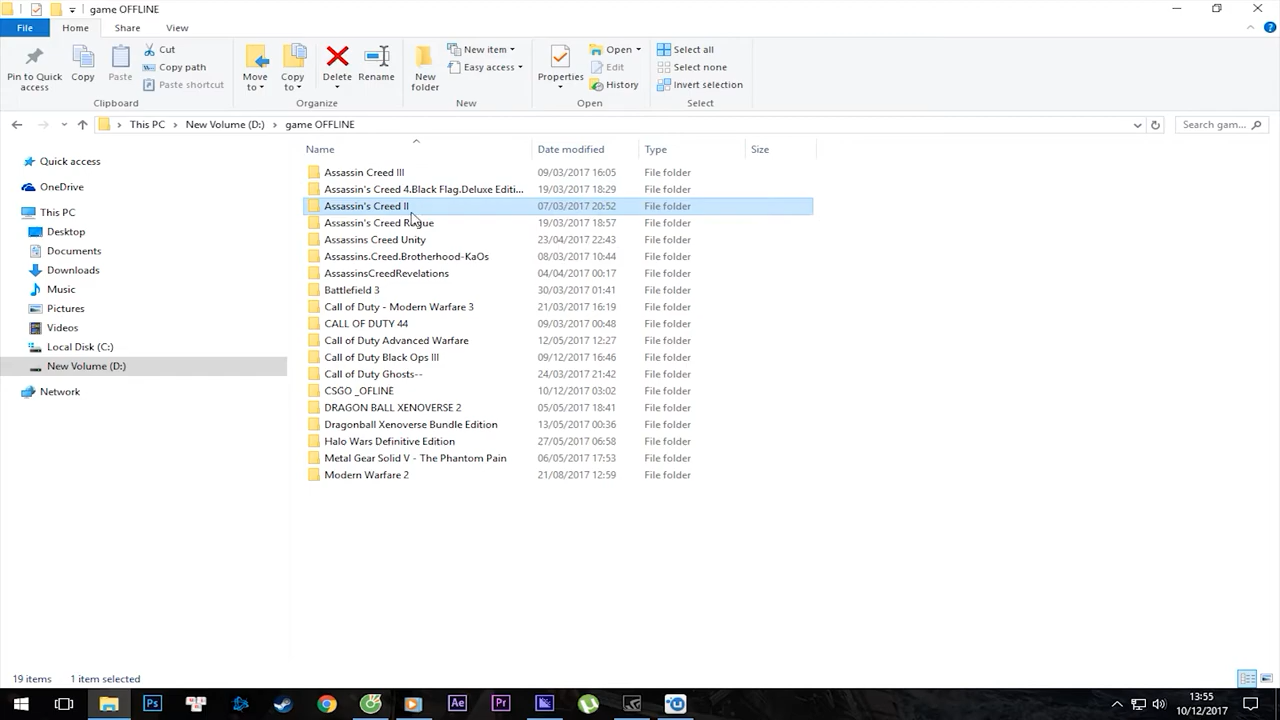 game OFFLINE
File Home Share View
Pin to Quick access
Copy
Paste
Cut
Copy path
Paste shortcut
Move to
Copy to
Delete
Rename
New folder
New item
Easy access
Properties
Open
Edit
History
Select all
Select none
Invert selection
Clipboard Organize New Open Select
This PC New Volume (D:) game OFFLINE Search gam...
Quick access
OneDrive
This PC
Desktop
Documents
Downloads
Music
Pictures
Videos
Local Disk (C:)
New Volume (D:)
Network
Name Date modified Type Size
Assassin Creed III 09/03/2017 16:05 File folder
Assassin's Creed 4.Black Flag.Deluxe Editi... 19/03/2017 18:29 File folder
Assassin's Creed II 07/03/2017 20:52 File folder
Assassin's Creed Rogue 19/03/2017 18:57 File folder
Assassins Creed Unity 23/04/2017 22:43 File folder
Assassins.Creed.Brotherhood-KaOs 08/03/2017 10:44 File folder
AssassinsCreedRevelations 04/04/2017 00:17 File folder
Battlefield 3 30/03/2017 01:41 File folder
Call of Duty - Modern Warfare 3 21/03/2017 16:19 File folder
CALL OF DUTY 44 09/03/2017 00:48 File folder
Call of Duty Advanced Warfare 12/05/2017 12:27 File folder
Call of Duty Black Ops III 09/12/2017 16:46 File folder
Call of Duty Ghosts-- 24/03/2017 21:42 File folder
CSGO _OFLINE 10/12/2017 03:02 File folder
DRAGON BALL XENOVERSE 2 05/05/2017 18:41 File folder
Dragonball Xenoverse Bundle Edition 13/05/2017 00:36 File folder
Halo Wars Definitive Edition 27/05/2017 06:58 File folder
Metal Gear Solid V - The Phantom Pain 06/05/2017 17:53 File folder
Modern Warfare 2 21/08/2017 12:59 File folder
19 items 1 item selected
Ps
Ae
Pr
13:55
10/12/2017